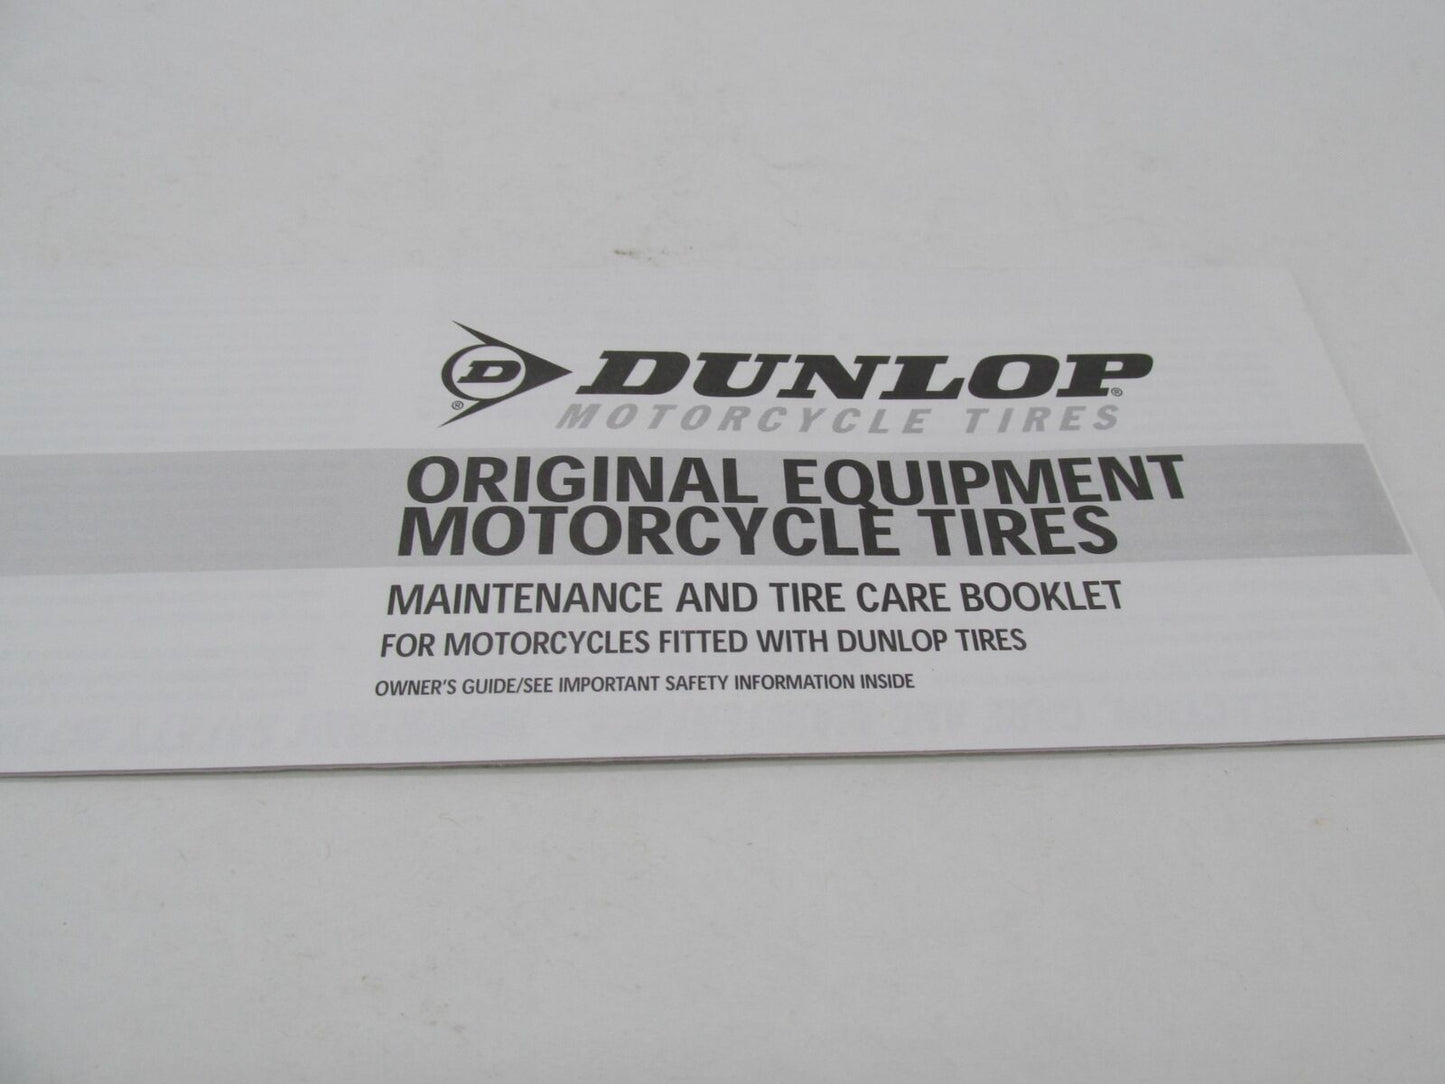 D
®
DUNLOP®
MOTORCYCLE TIRES
ORIGINAL EQUIPMENT
MOTORCYCLE TIRES
MAINTENANCE AND TIRE CARE BOOKLET
FOR MOTORCYCLES FITTED WITH DUNLOP TIRES
OWNER'S GUIDE/SEE IMPORTANT SAFETY INFORMATION INSIDE